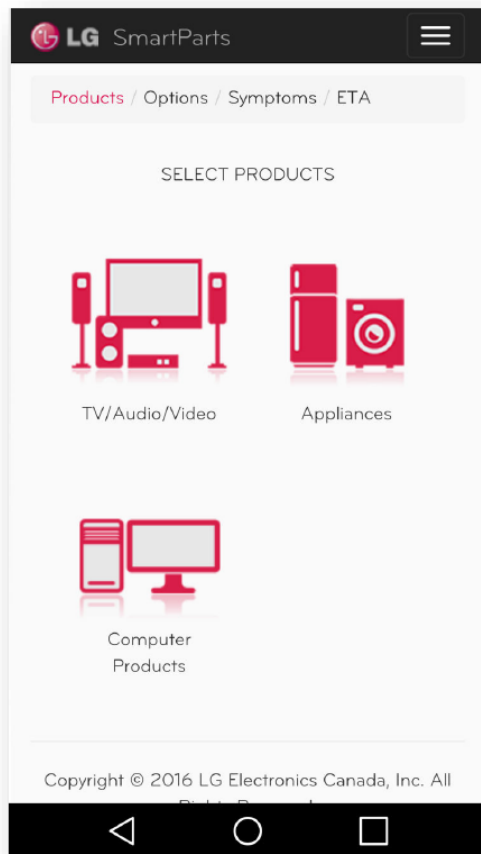 LG SmartParts
Products / Options / Symptoms / ETA
SELECT PRODUCTS
TV/Audio/Video
Appliances
Computer
Products
Copyright © 2016 LG Electronics Canada, Inc. All